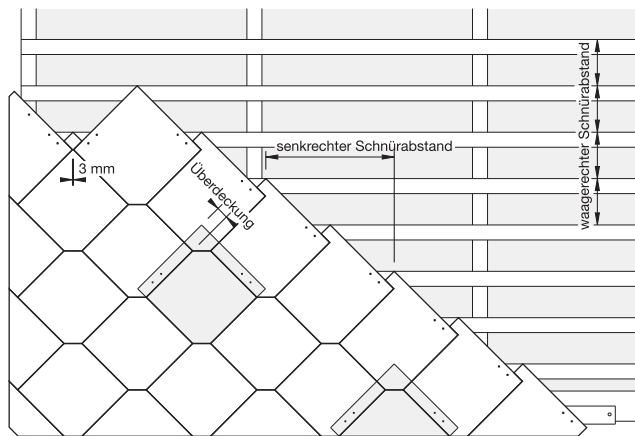 senkrechter Schnürabstand
waagerechter Schnürabstand
3 mm
Überdeckung